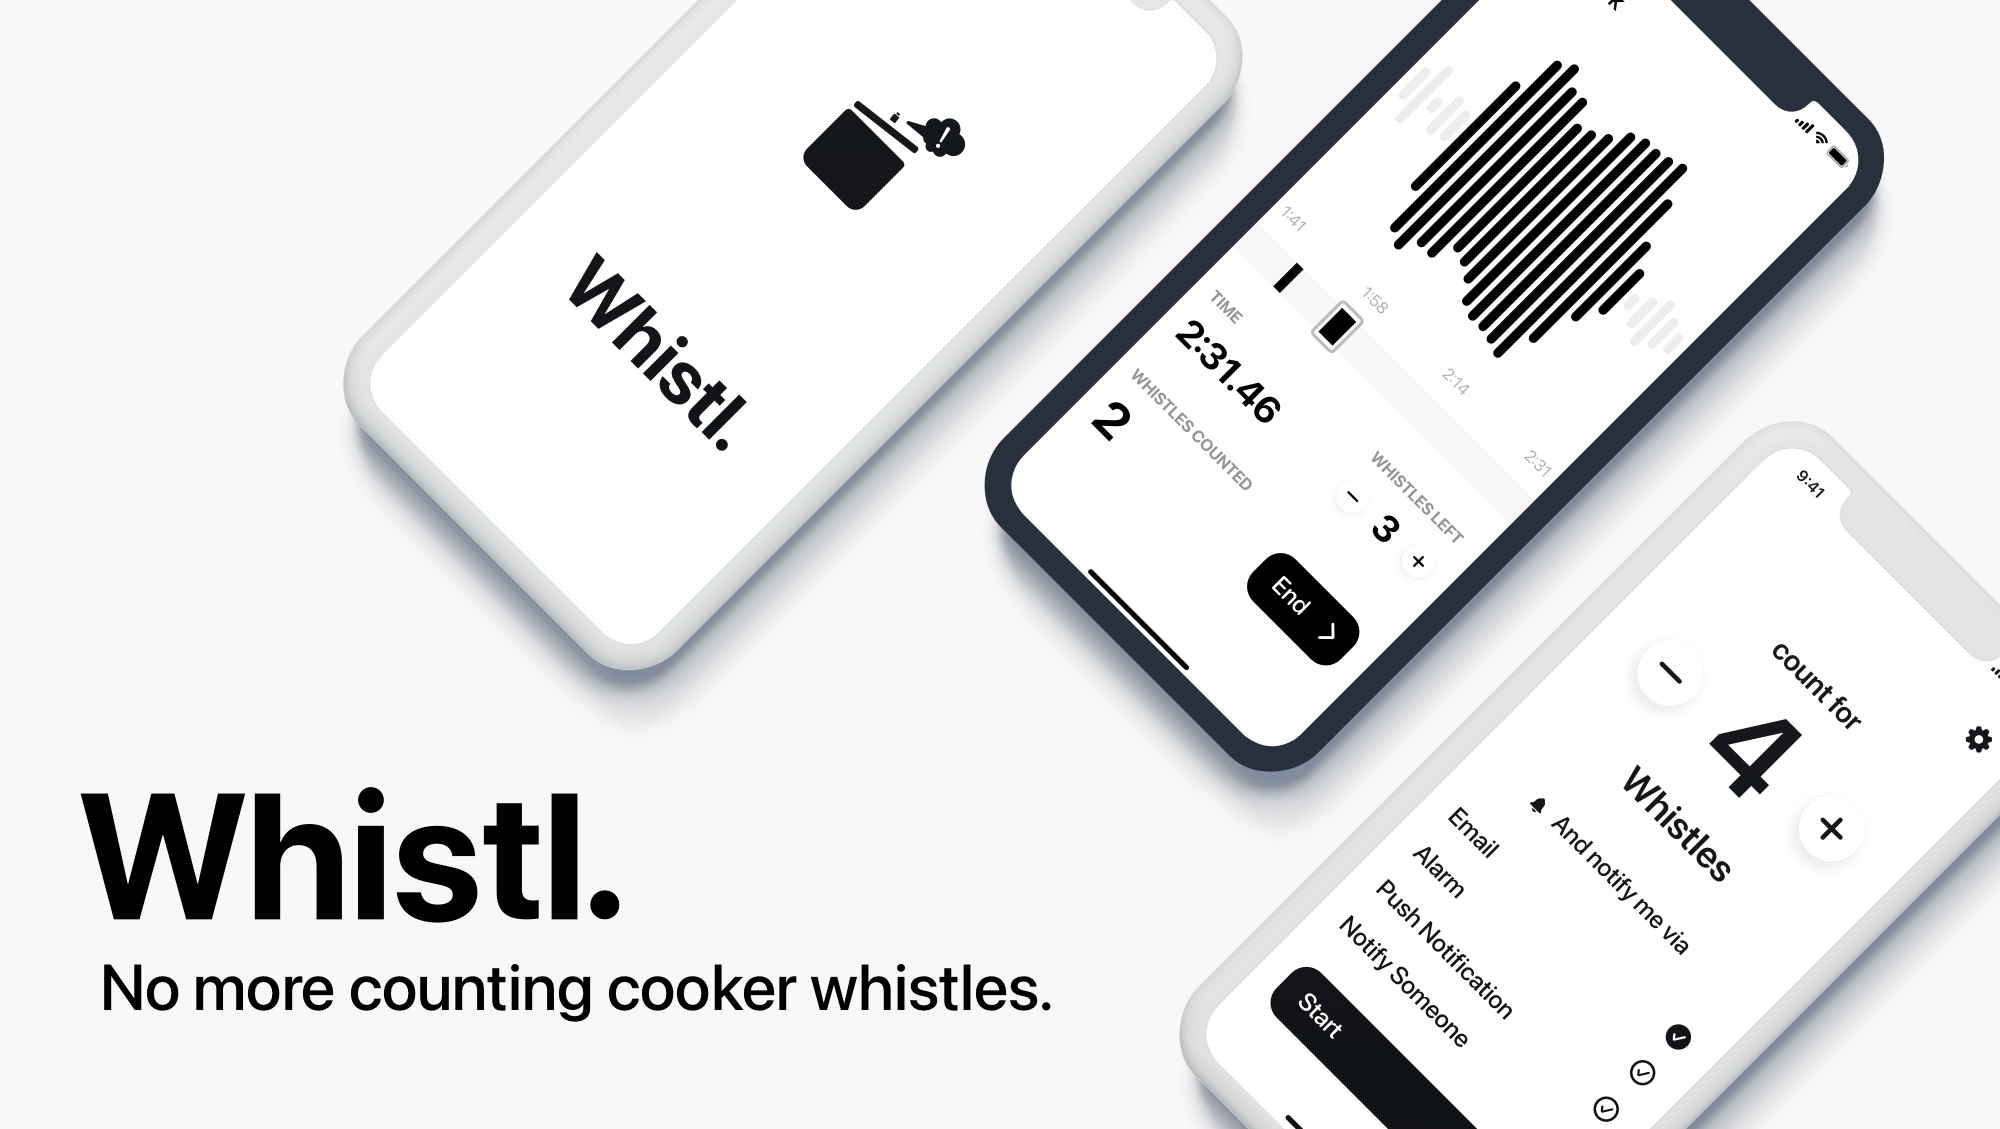 Whistl.
1:41
1:58
2:14
2:31
TIME
2:31.46
WHISTLES COUNTED
2
WHISTLES LEFT
3
End
9:41
count for
4
Whistles
And notify me via
Email
Alarm
Push Notification
Notify Someone
Start
Whistl.
No more counting cooker whistles.